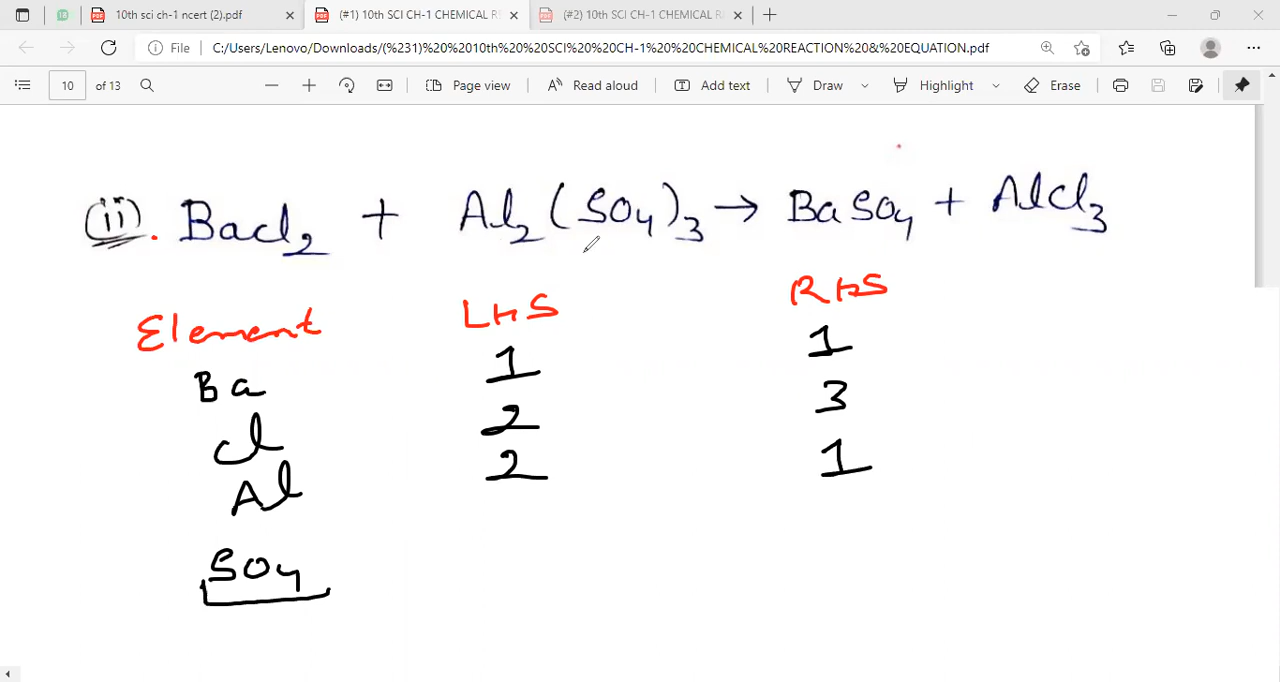 10th sci ch-1 ncert (2).pdf
(#1) 10th SCI CH-1 CHEMICAL RE
(#2) 10th SCI CH-1 CHEMICAL R
File C:/Users/Lenovo/Downloads/(%231)%20%2010th%20%20SCI%20%20CH-1%20%20CHEMICAL%20REACTION%20&%20EQUATION.pdf
10 of 13 Page view Read aloud Add text Draw Highlight Erase
(ii). BaCl2 + Al2(SO4)3 → BaSO4 + AlCl3
Element LHS RHS
Ba 1 1
Cl 2 3
Al 2 1
SO4